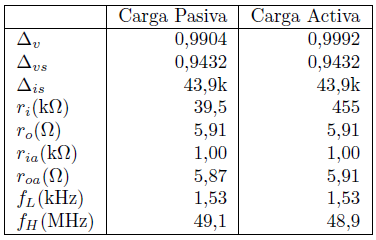 Carga Pasiva Carga Activa
Δv 0,9904 0,9992
Δvs 0,9432 0,9432
Δis 43,9k 43,9k
ri(kΩ) 39,5 455
ro(Ω) 5,91 5,91
ria(kΩ) 1,00 1,00
roa(Ω) 5,87 5,91
fL(kHz) 1,53 1,53
fH(MHz) 49,1 48,9